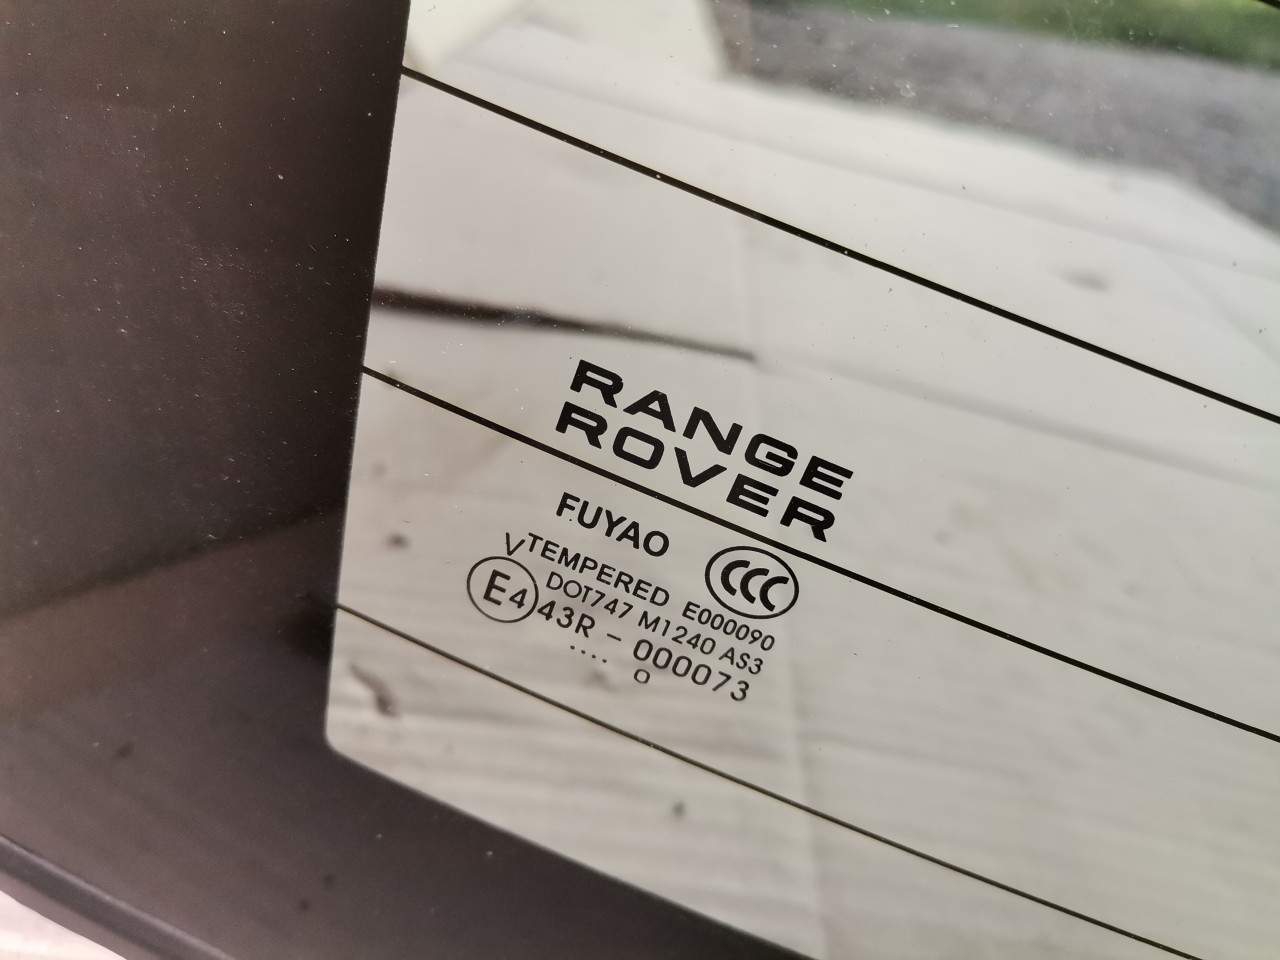 RANGE
ROVER
FUYAO
CCC
V TEMPERED E000090
DOT747 M1240 AS3
E4 43R - 000073
....
O